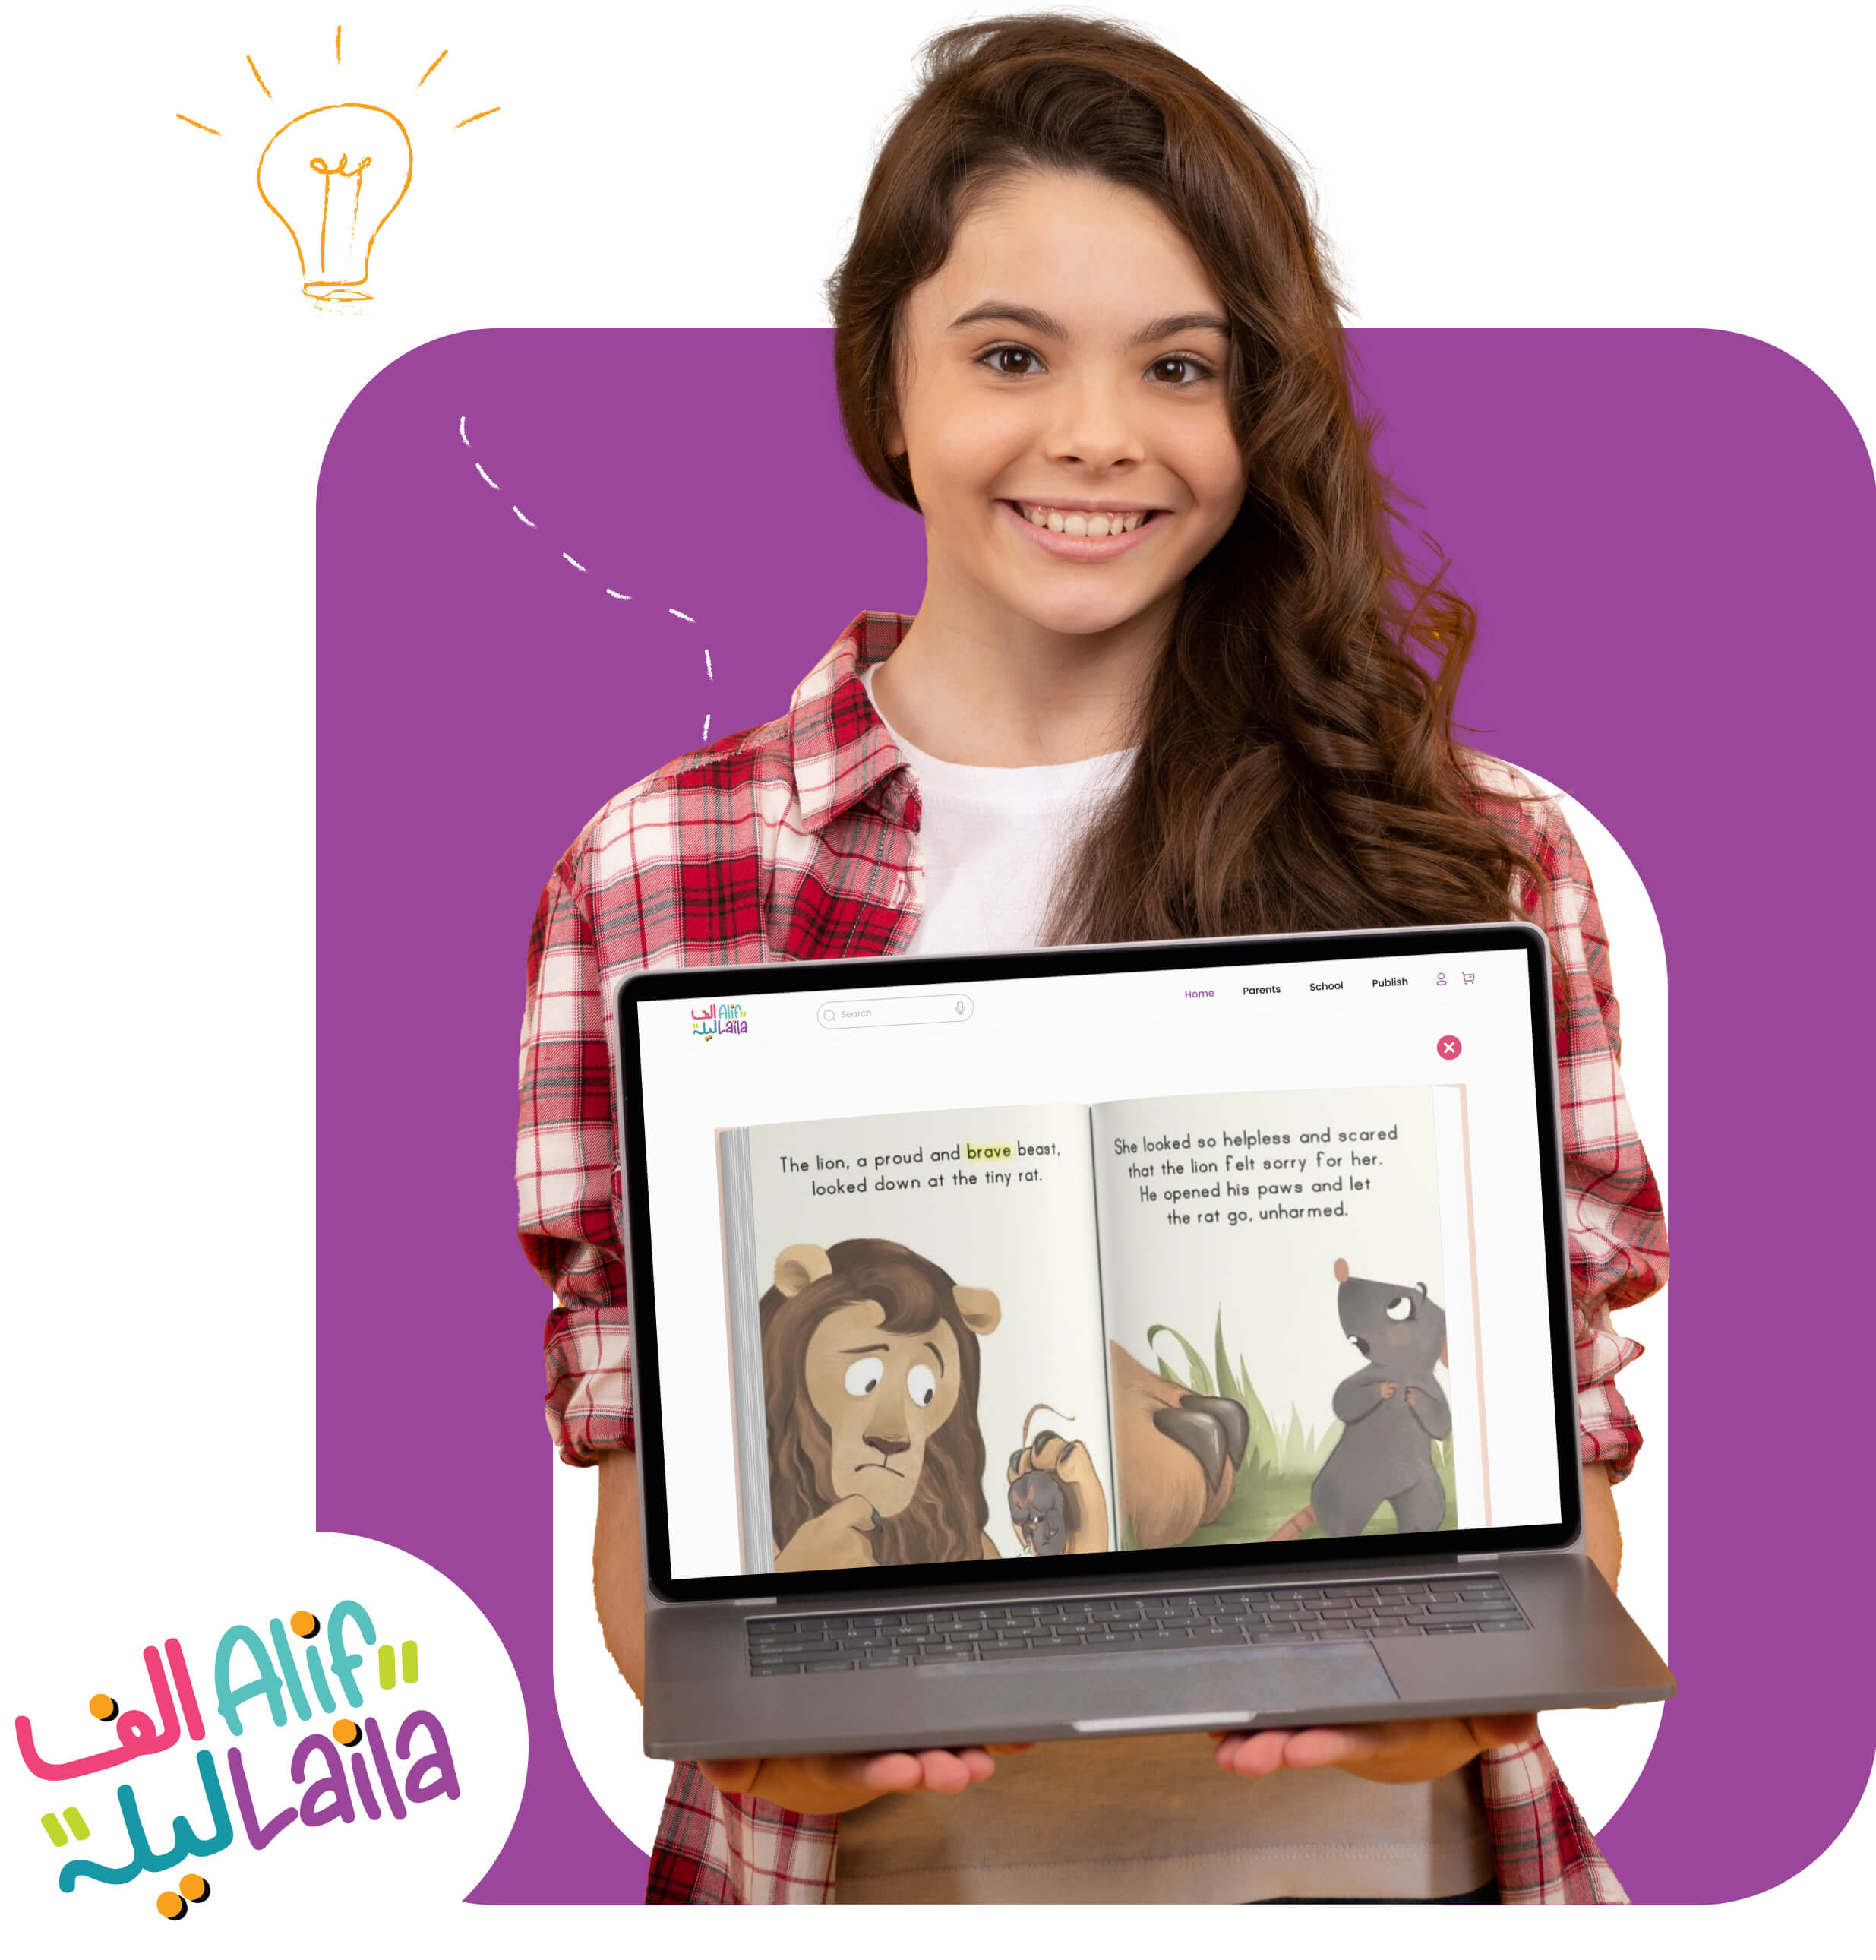 Home Parents School Publish
Search
الف Alif
ليله Laila
The lion, a proud and brave beast,
looked down at the tiny rat.
She looked so helpless and scared
that the lion felt sorry for her.
He opened his paws and let
the rat go, unharmed.
الف Alif
ليله Laila